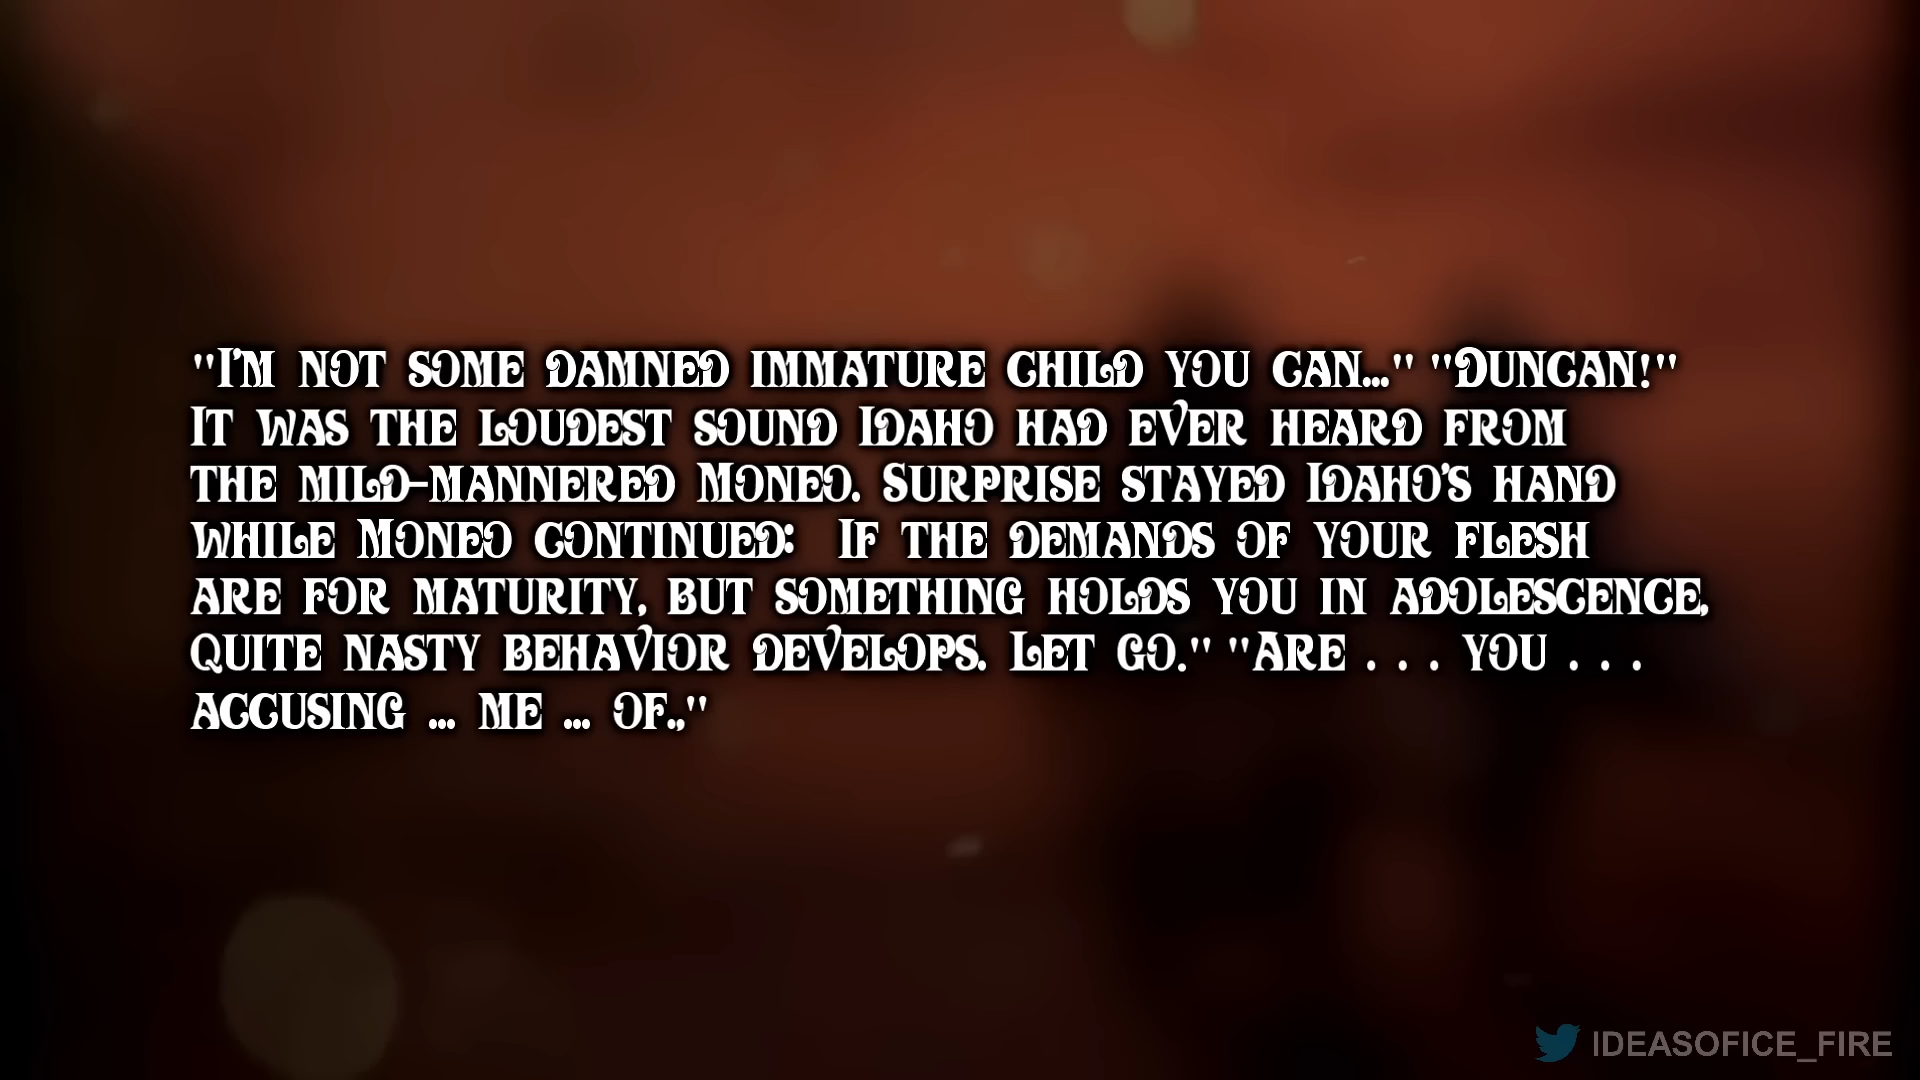 "I'm not some damned immature child you can..." "Duncan!"
It was the loudest sound Idaho had ever heard from
the mild-mannered Moneo. Surprise stayed Idaho's hand
while Moneo continued: If the demands of your flesh
are for maturity, but something holds you in adolescence,
quite nasty behavior develops. Let go." "Are . . . you . . .
accusing ... me ... of.,"
IDEASOFICE_FIRE